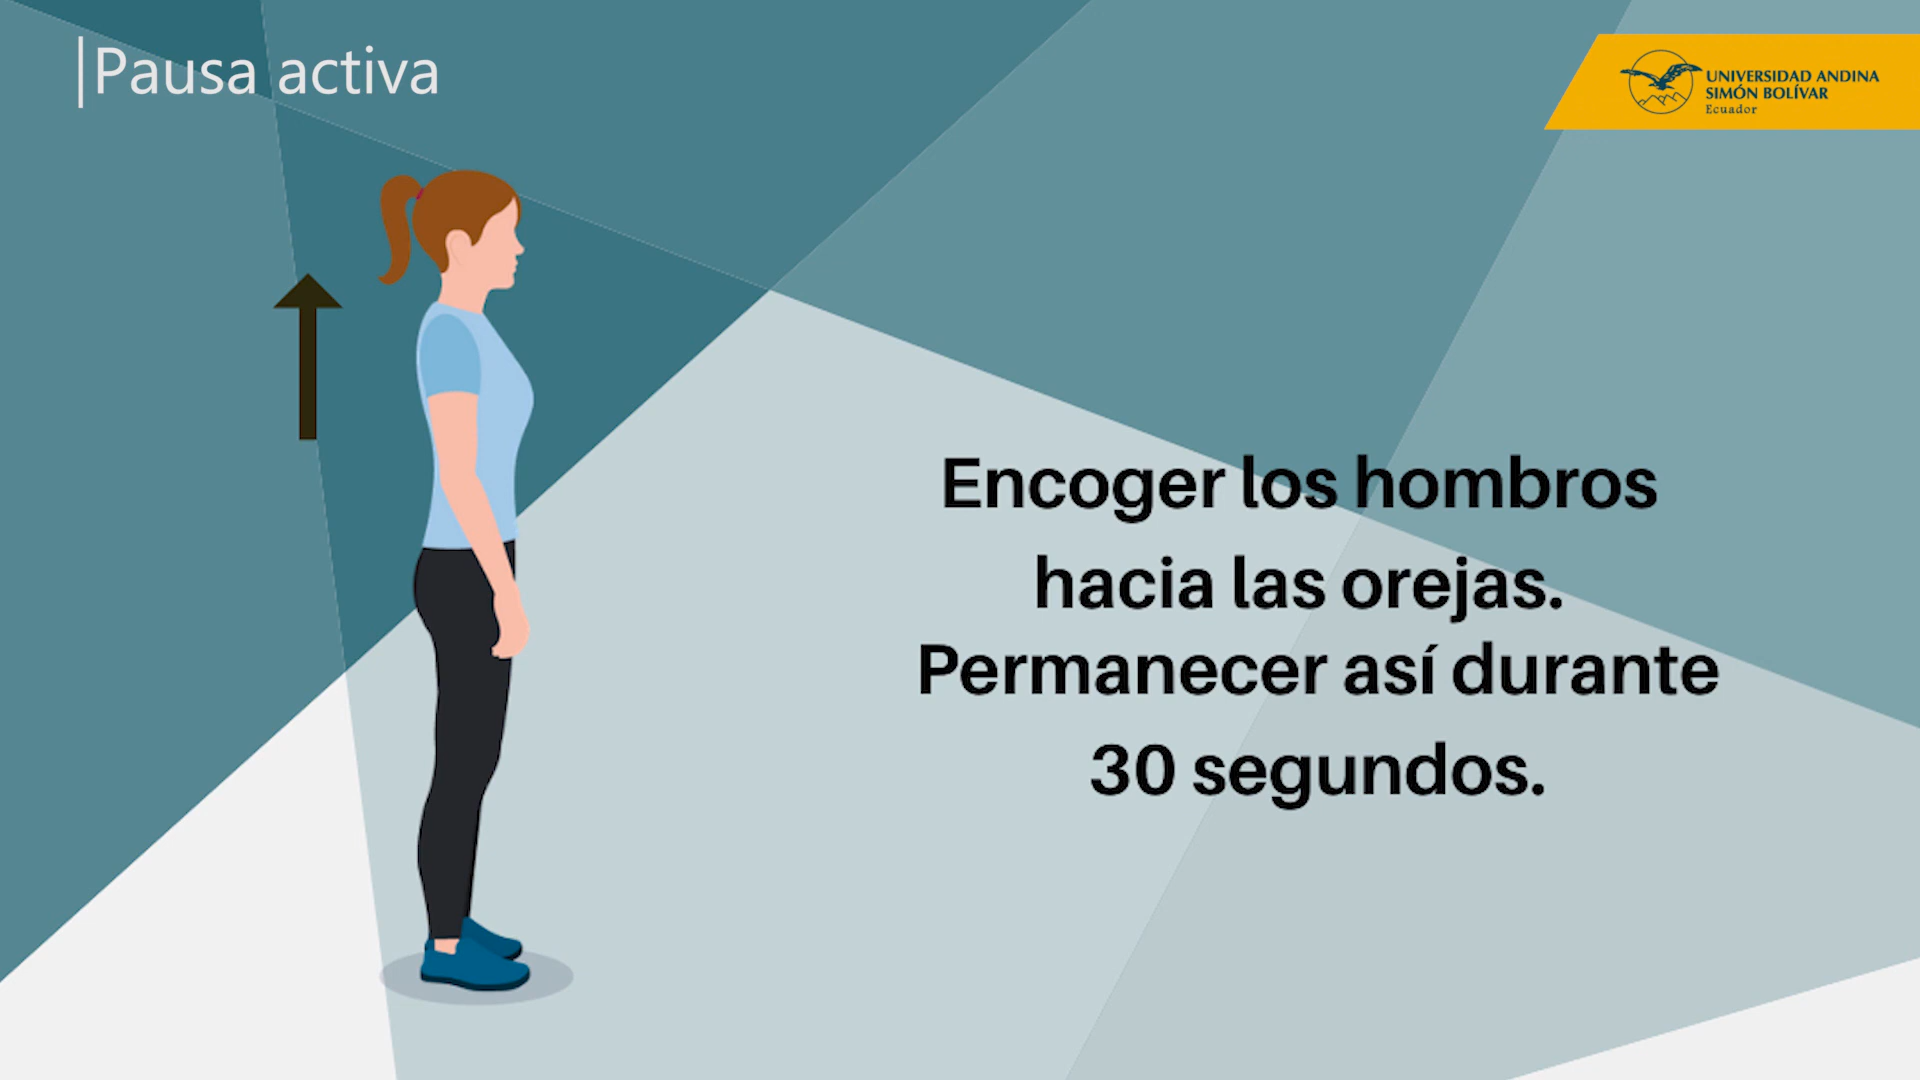 |Pausa activa
UNIVERSIDAD ANDINA
SIMÓN BOLÍVAR
Ecuador
Encoger los hombros
hacia las orejas.
Permanecer así durante
30 segundos.